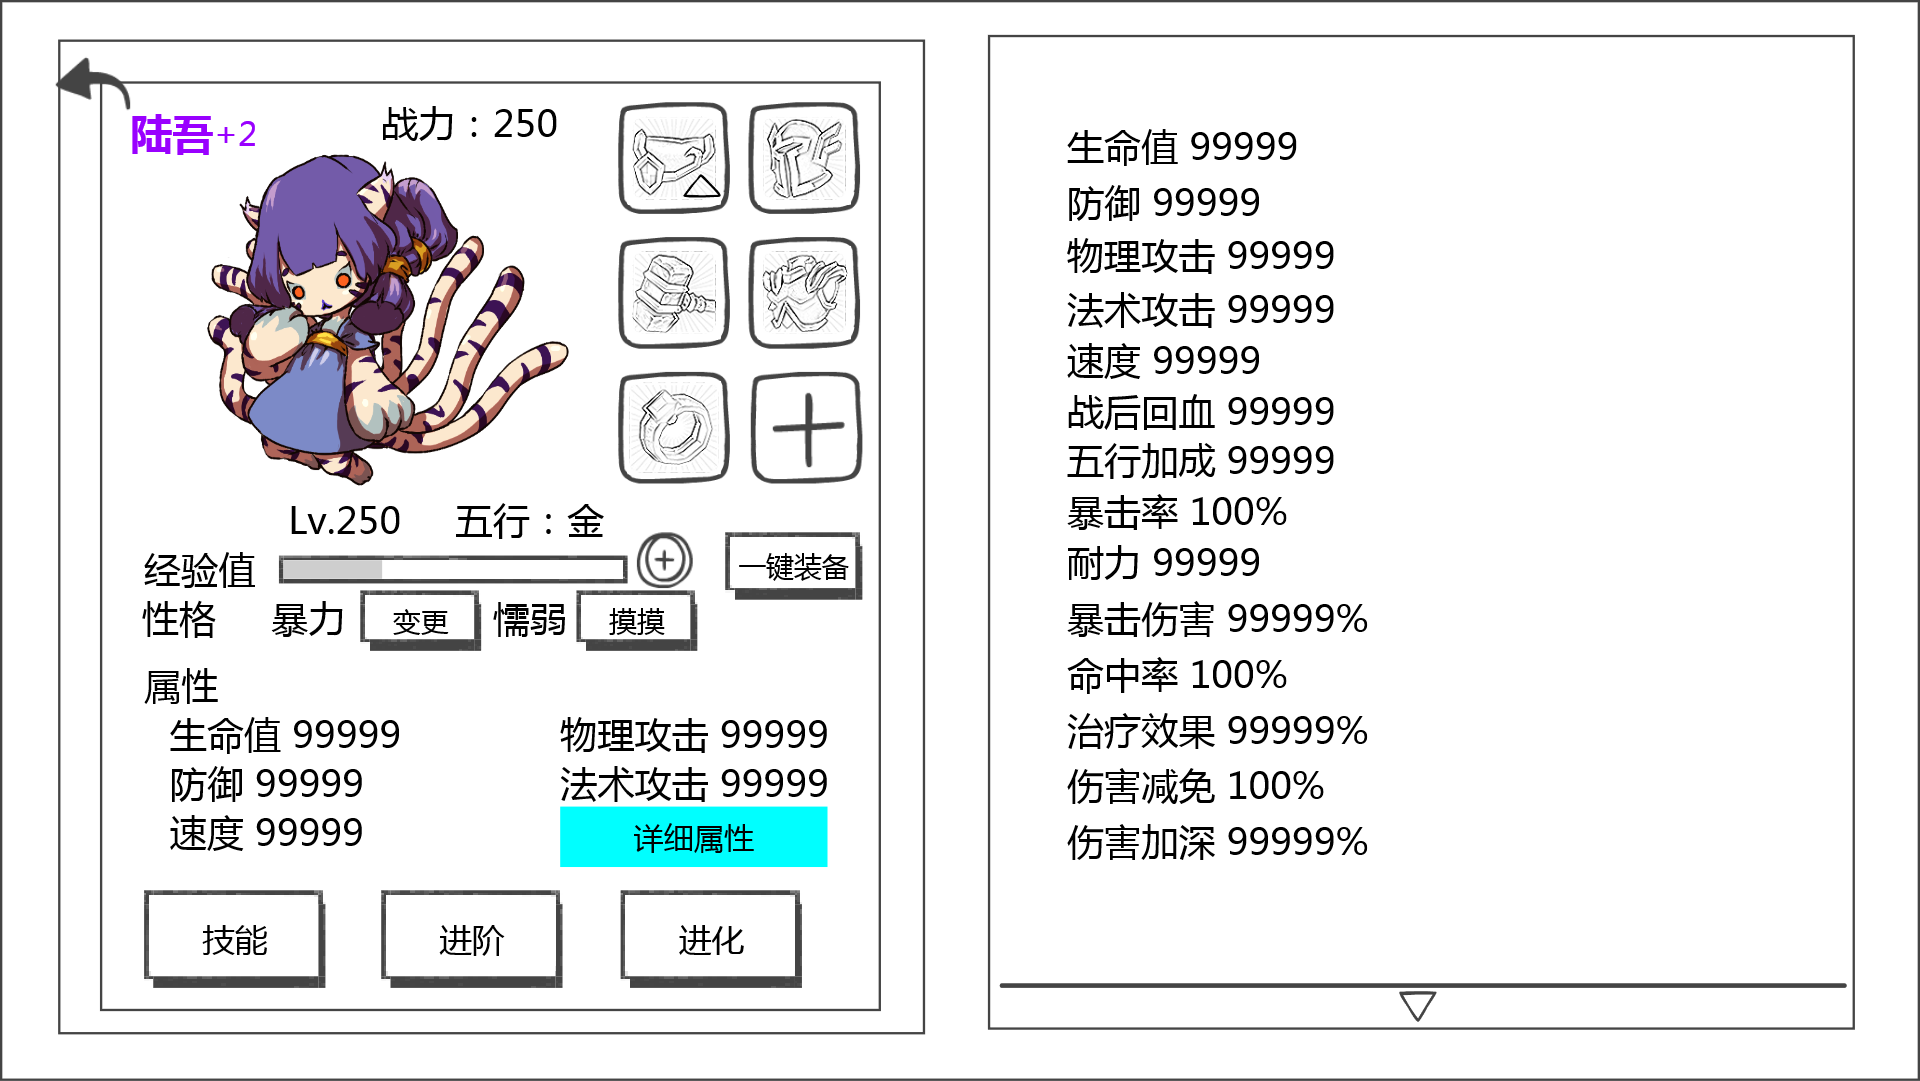 陆吾+2
战力：250
Lv.250 五行：金
经验值
一键装备
性格 暴力 变更 懦弱 摸摸
属性
生命值 99999 物理攻击 99999
防御 99999 法术攻击 99999
速度 99999 详细属性
技能 进阶 进化
生命值 99999
防御 99999
物理攻击 99999
法术攻击 99999
速度 99999
战后回血 99999
五行加成 99999
暴击率 100%
耐力 99999
暴击伤害 99999%
命中率 100%
治疗效果 99999%
伤害减免 100%
伤害加深 99999%